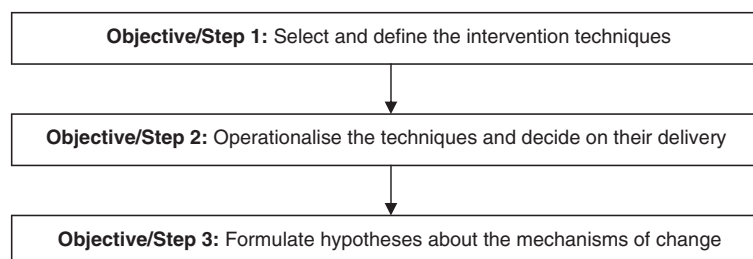 Objective/Step 1: Select and define the intervention techniques
Objective/Step 2: Operationalise the techniques and decide on their delivery
Objective/Step 3: Formulate hypotheses about the mechanisms of change